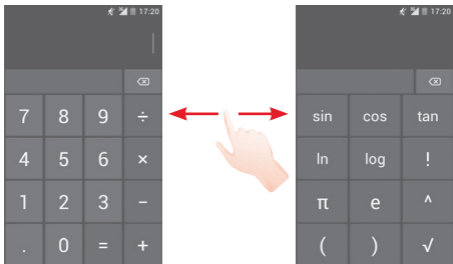 17:20
7 8 9 ÷
4 5 6 ×
1 2 3 −
. 0 = +
17:20
sin cos tan
ln log !
π e ^
( ) √